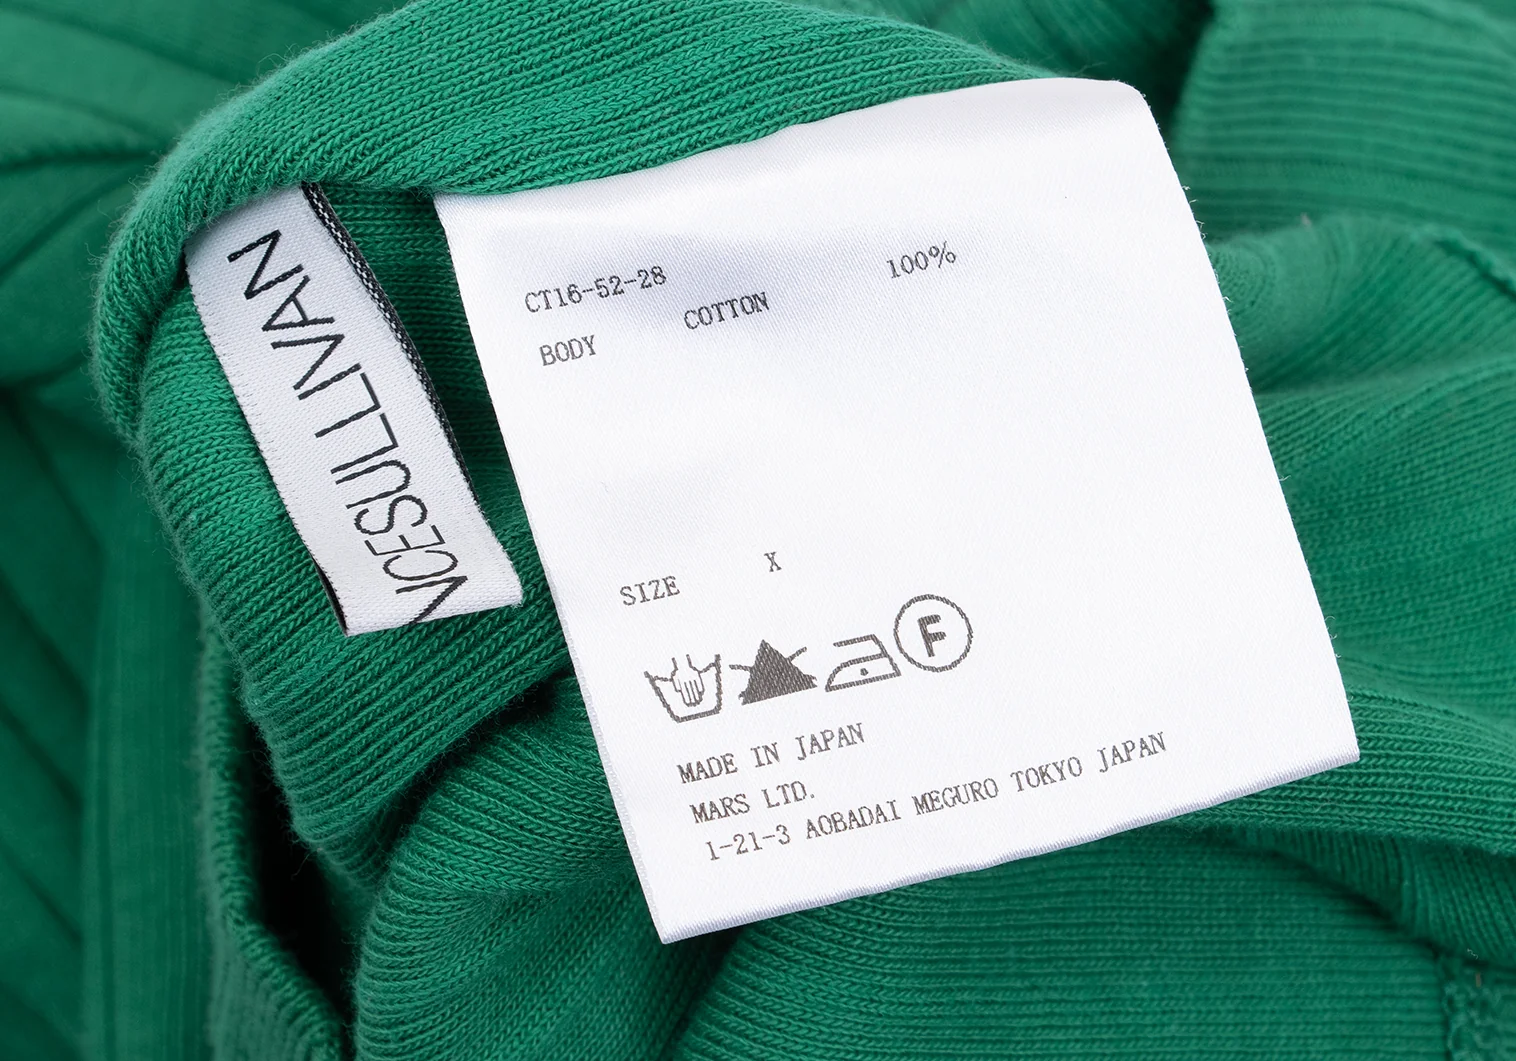 NCESULLIVAN
CT16-52-28
BODY COTTON 100%
SIZE X
F
MADE IN JAPAN
MARS LTD.
1-21-3 AOBADAI MEGURO TOKYO JAPAN